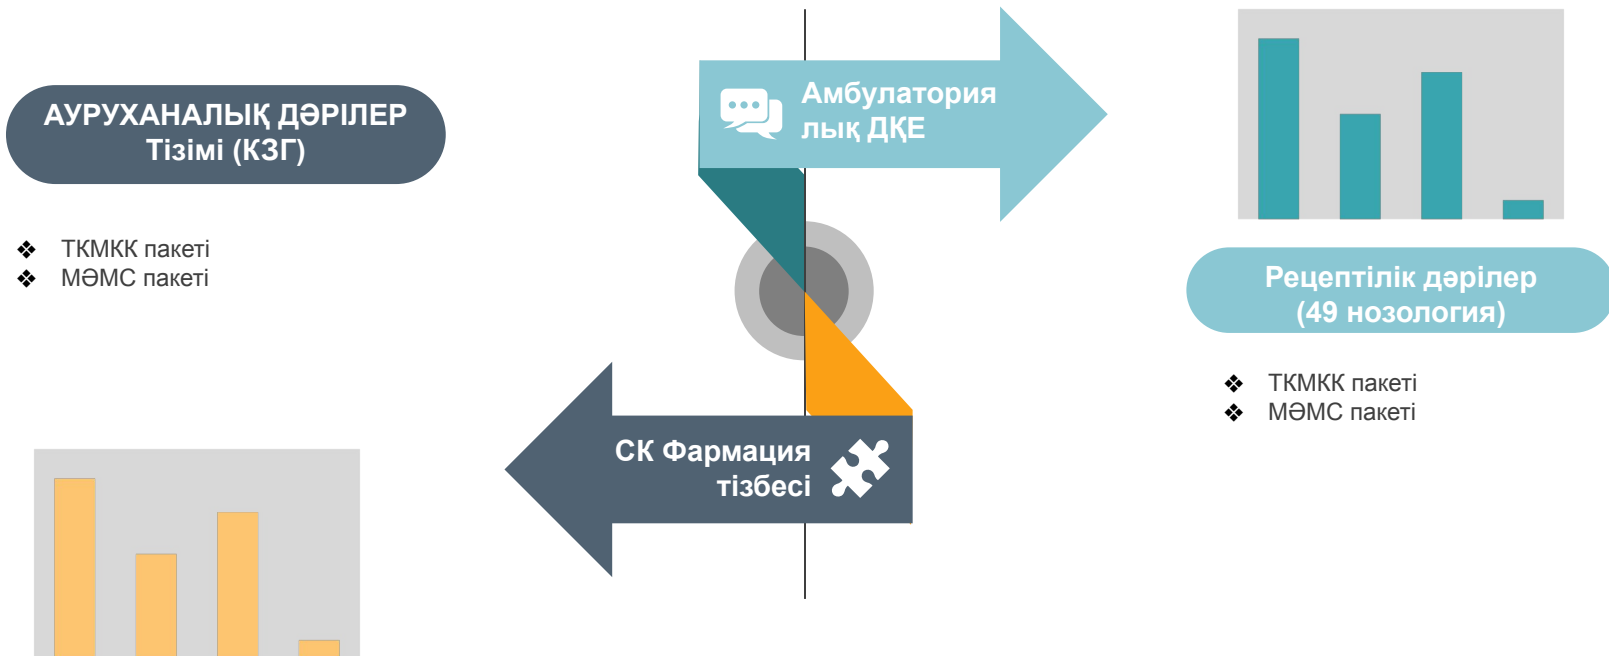 АУРУХАНАЛЫҚ ДӘРІЛЕР
Тізімі (КЗГ)
❖ ТКМКК пакеті
❖ МӘМС пакеті
Амбулатория
лық ДҚЕ
СК Фармация
тізбесі
Рецептілік дәрілер
(49 нозология)
❖ ТКМКК пакеті
❖ МӘМС пакеті